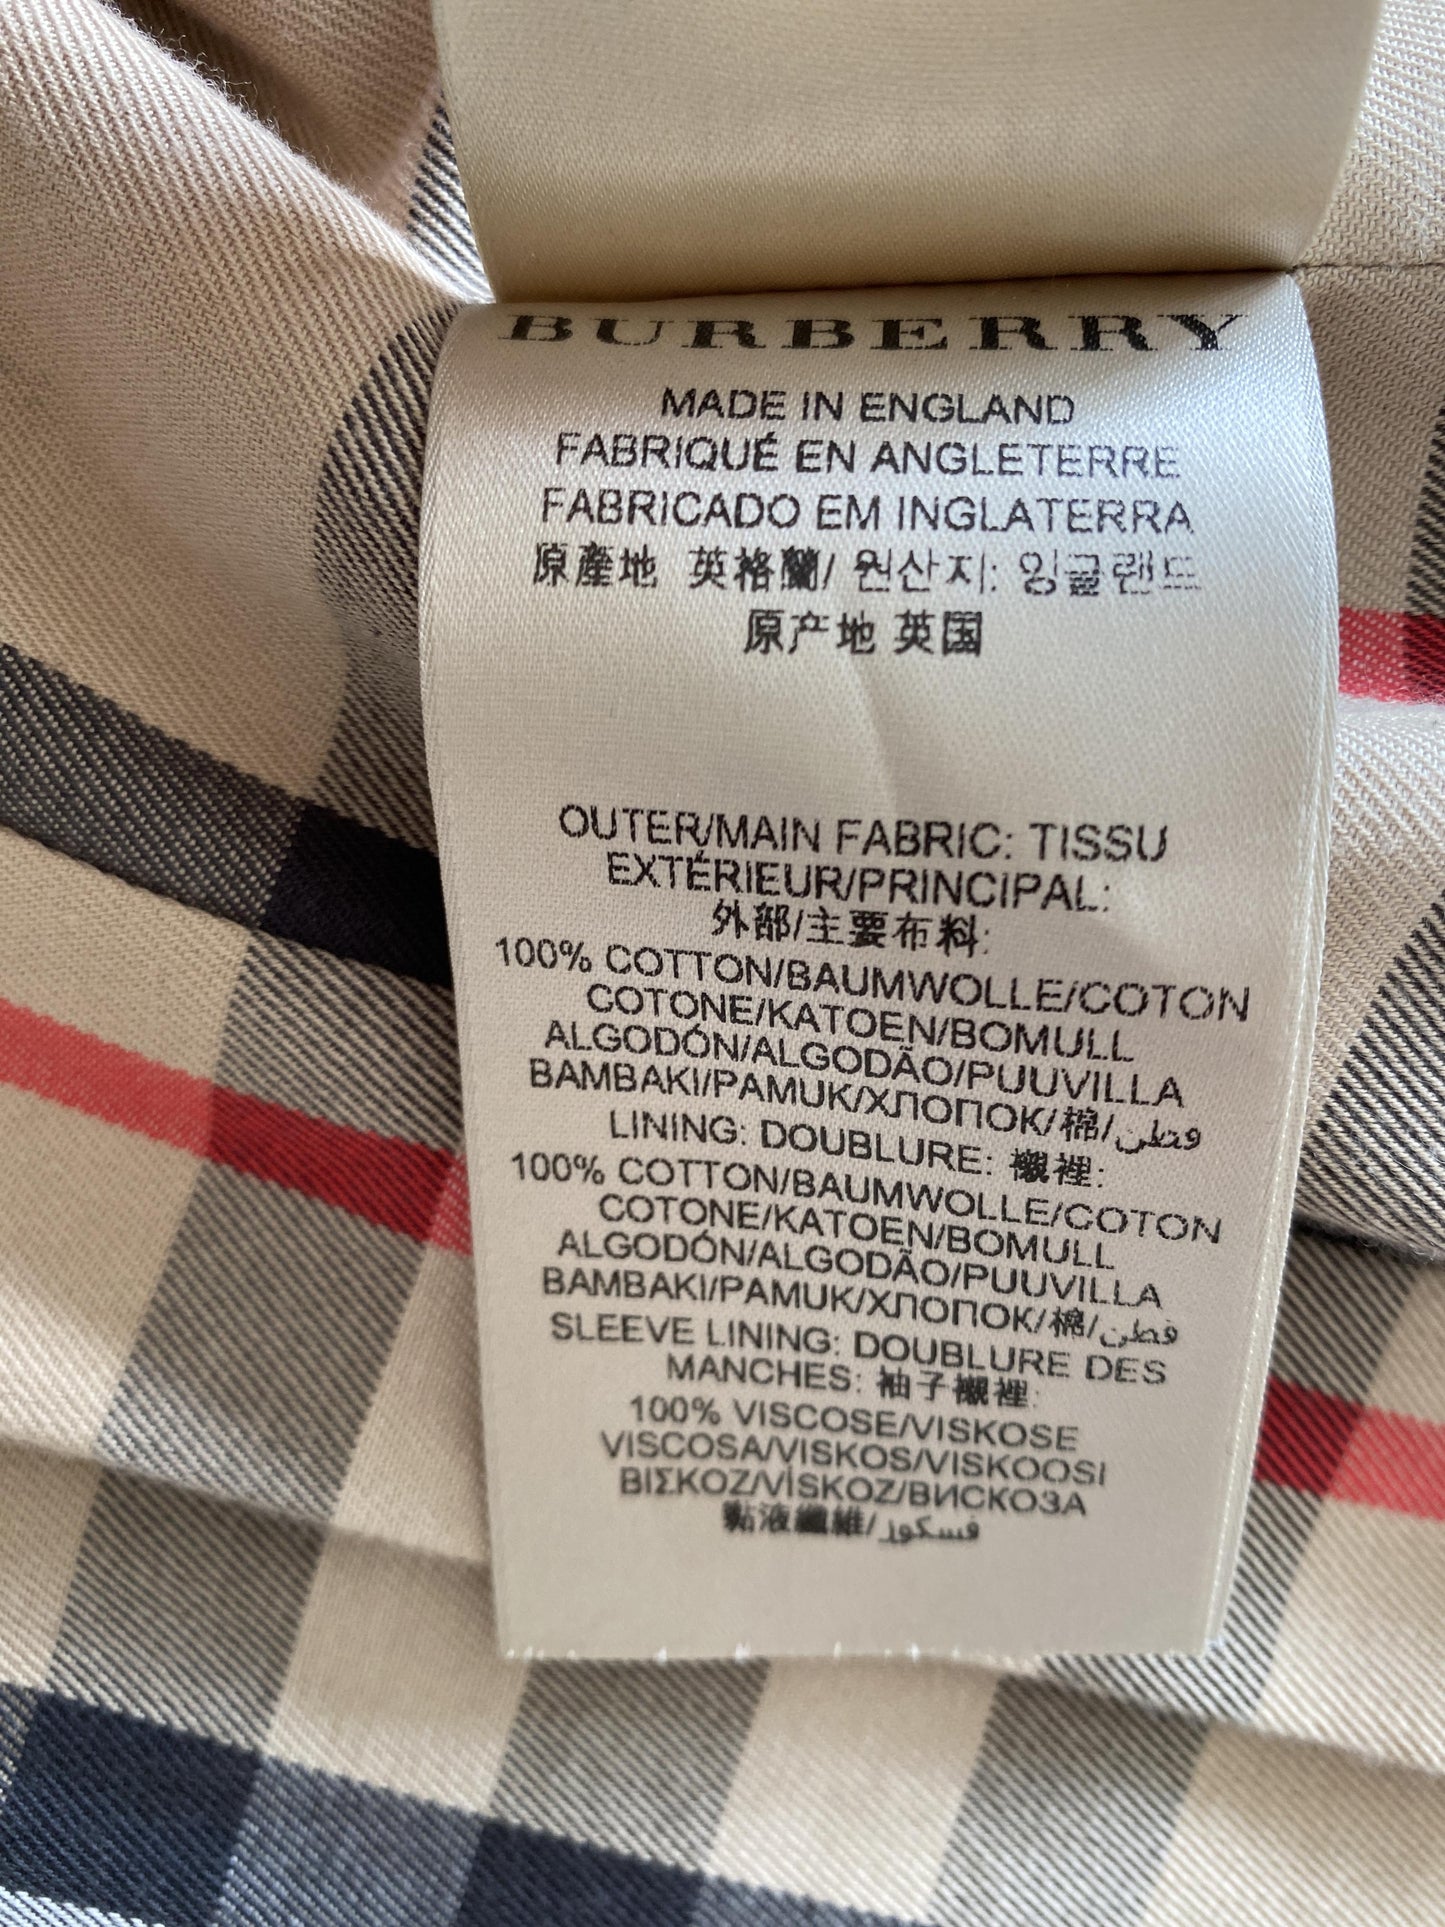 BURBERRY
MADE IN ENGLAND
FABRIQUÉ EN ANGLETERRE
FABRICADO EM INGLATERRA
原産地 英格蘭/ 원산지: 잉글랜드
原产地 英国
OUTER/MAIN FABRIC: TISSU
EXTÉRIEUR/PRINCIPAL:
外部/主要布料:
100% COTTON/BAUMWOLLE/COTON
COTONE/KATOEN/BOMULL
ALGODÓN/ALGODÃO/PUUVILLA
BAMBAKI/PAMUK/ХЛОПОК/棉/قطن
LINING: DOUBLURE: 襯裡:
100% COTTON/BAUMWOLLE/COTON
COTONE/KATOEN/BOMULL
ALGODÓN/ALGODÃO/PUUVILLA
BAMBAKI/PAMUK/ХЛОПОК/棉/قطن
SLEEVE LINING: DOUBLURE DES
MANCHES: 袖子襯裡:
100% VISCOSE/VISKOSE
VISCOSA/VISKOS/VISKOOSI
ΒΙΣΚΟΖ/VİSKOZ/ВИСКОЗА
黏液纖維/فسكوز